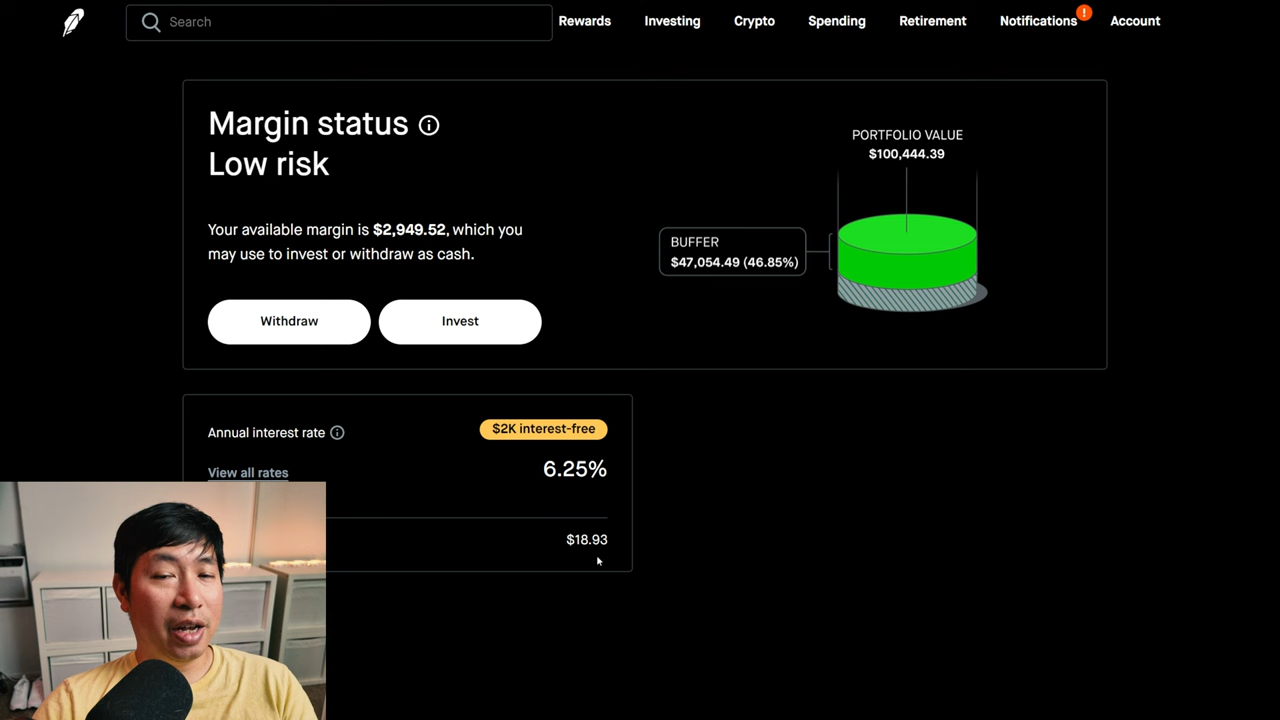 Search
Rewards
Investing
Crypto
Spending
Retirement
Notifications
!
Account
Margin status
Low risk
Your available margin is $2,949.52, which you
may use to invest or withdraw as cash.
Withdraw
Invest
PORTFOLIO VALUE
$100,444.39
BUFFER
$47,054.49 (46.85%)
Annual interest rate
$2K interest-free
View all rates
6.25%
$18.93